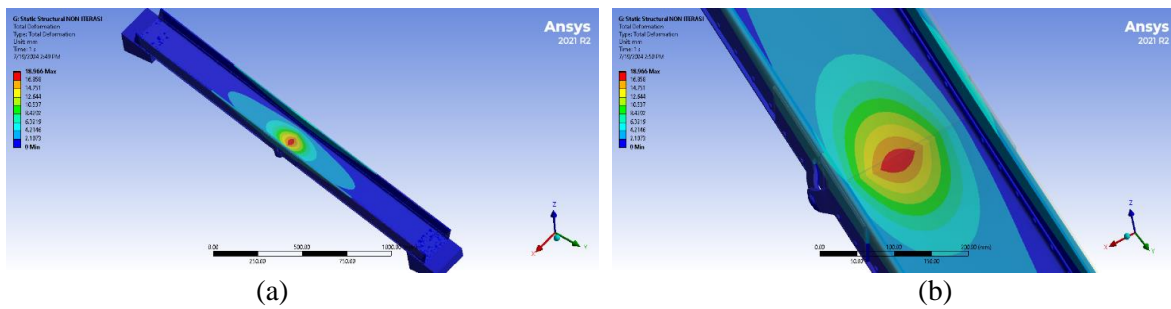 G: Static Structural NON ITERASI
Total Deformation
Type: Total Deformation
Unit: mm
Time: 1 s
18,966 Max
16,858
14,751
12,644
10,537
8,4292
6,3219
4,2146
2,1073
0 Min
Ansys
2021 R2
0.00
500.00
1000.00
250.00
750.00
Z
X
Y
(a)
G: Static Structural NON ITERASI
Total Deformation
Type: Total Deformation
Unit: mm
Time: 1 s
18,966 Max
16,858
14,751
12,644
10,537
8,4292
6,3219
4,2146
2,1073
0 Min
Ansys
2021 R2
0.00
100.00
200.00 (mm)
Z
X
Y
(b)